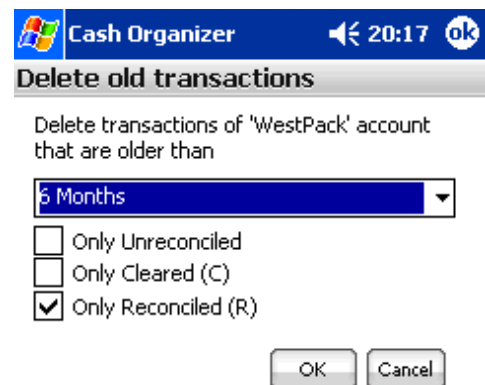 Cash Organizer 20:17 ok
Delete old transactions
Delete transactions of 'WestPack' account
that are older than
6 Months
Only Unreconciled
Only Cleared (C)
Only Reconciled (R)
OK Cancel